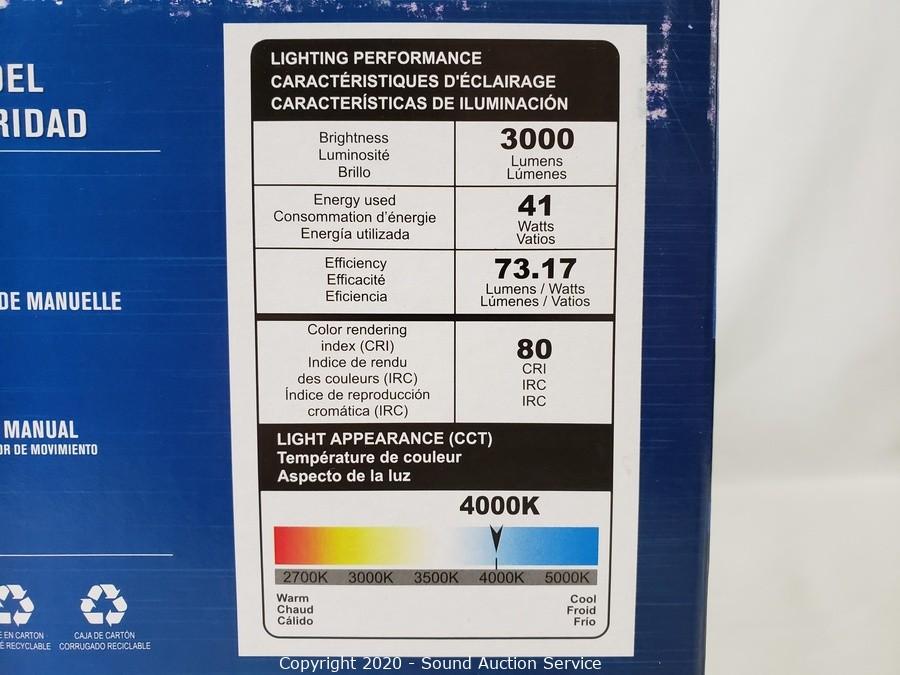 DEL
RIDAD
DE MANUELLE
MANUAL
OR DE MOVIMIENTO
E EN CARTON
É RECYCLABLE
CAJA DE CARTÓN
CORRUGADO RECICLABLE
LIGHTING PERFORMANCE
CARACTÉRISTIQUES D'ÉCLAIRAGE
CARACTERÍSTICAS DE ILUMINACIÓN
Brightness
Luminosité
Brillo
3000
Lumens
Lúmenes
Energy used
Consommation d'énergie
Energía utilizada
41
Watts
Vatios
Efficiency
Efficacité
Eficiencia
73.17
Lumens / Watts
Lúmenes / Vatios
Color rendering
index (CRI)
Indice de rendu
des couleurs (IRC)
Índice de reproducción
cromática (IRC)
80
CRI
IRC
IRC
LIGHT APPEARANCE (CCT)
Température de couleur
Aspecto de la luz
4000K
2700K 3000K 3500K 4000K 5000K
Warm
Chaud
Cálido
Cool
Froid
Frío
Copyright 2020 - Sound Auction Service